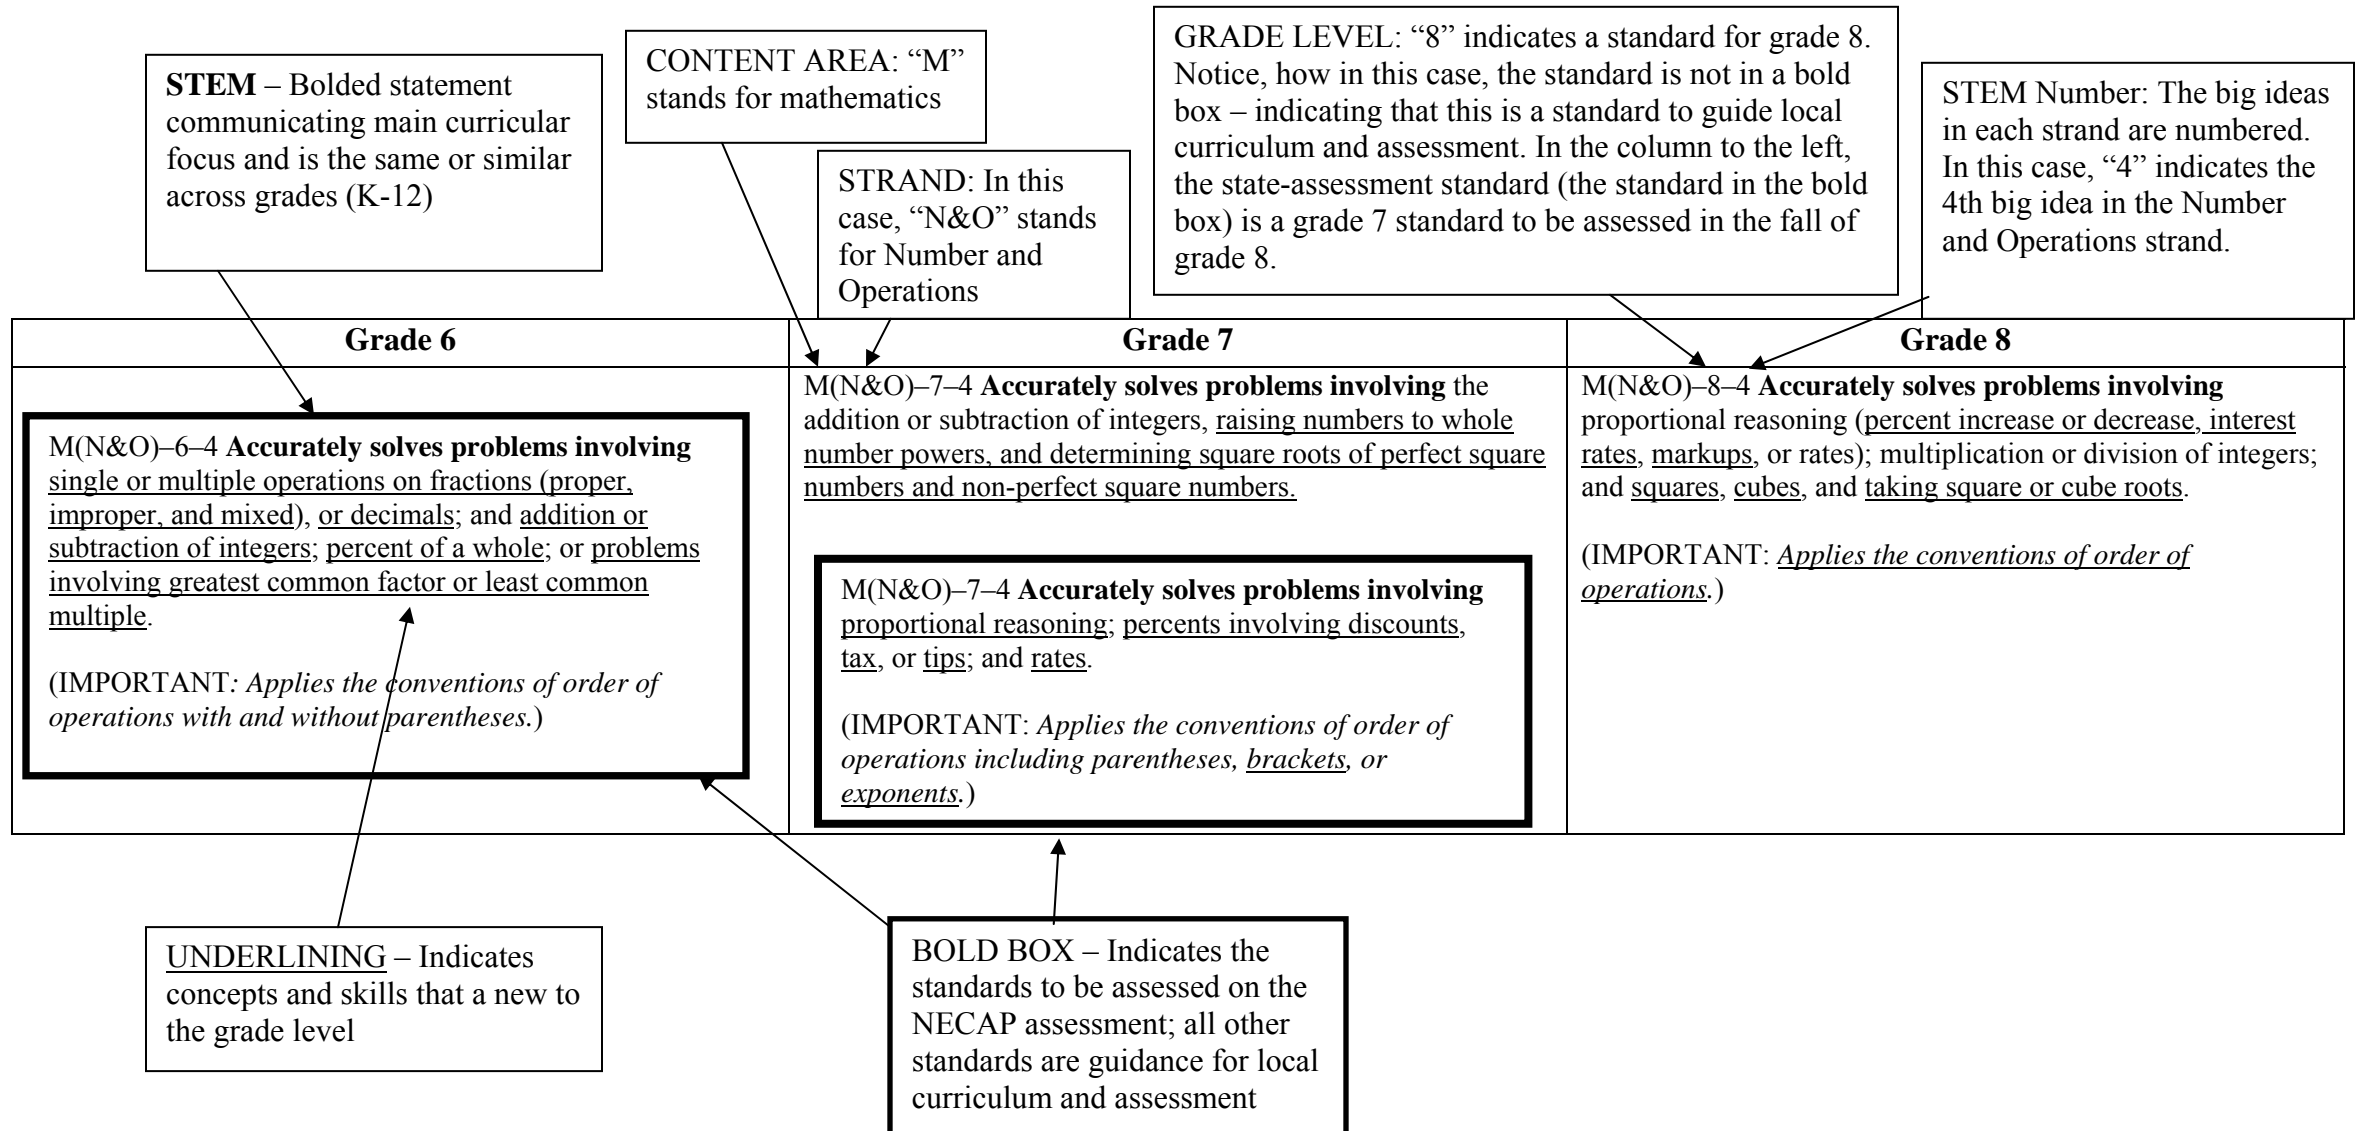 STEM – Bolded statement
communicating main curricular
focus and is the same or similar
across grades (K-12)
CONTENT AREA: “M”
stands for mathematics
STRAND: In this
case, “N&O” stands
for Number and
Operations
GRADE LEVEL: “8” indicates a standard for grade 8.
Notice, how in this case, the standard is not in a bold
box – indicating that this is a standard to guide local
curriculum and assessment. In the column to the left,
the state-assessment standard (the standard in the bold
box) is a grade 7 standard to be assessed in the fall of
grade 8.
STEM Number: The big ideas
in each strand are numbered.
In this case, “4” indicates the
4th big idea in the Number
and Operations strand.
Grade 6
Grade 7
Grade 8
M(N&O)–6–4 Accurately solves problems involving
single or multiple operations on fractions (proper,
improper, and mixed), or decimals; and addition or
subtraction of integers; percent of a whole; or problems
involving greatest common factor or least common
multiple.
(IMPORTANT: Applies the conventions of order of
operations with and without parentheses.)
M(N&O)–7–4 Accurately solves problems involving the
addition or subtraction of integers, raising numbers to whole
number powers, and determining square roots of perfect square
numbers and non-perfect square numbers.
M(N&O)–7–4 Accurately solves problems involving
proportional reasoning; percents involving discounts,
tax, or tips; and rates.
(IMPORTANT: Applies the conventions of order of
operations including parentheses, brackets, or
exponents.)
M(N&O)–8–4 Accurately solves problems involving
proportional reasoning (percent increase or decrease, interest
rates, markups, or rates); multiplication or division of integers;
and squares, cubes, and taking square or cube roots.
(IMPORTANT: Applies the conventions of order of
operations.)
UNDERLINING – Indicates
concepts and skills that a new to
the grade level
BOLD BOX – Indicates the
standards to be assessed on the
NECAP assessment; all other
standards are guidance for local
curriculum and assessment